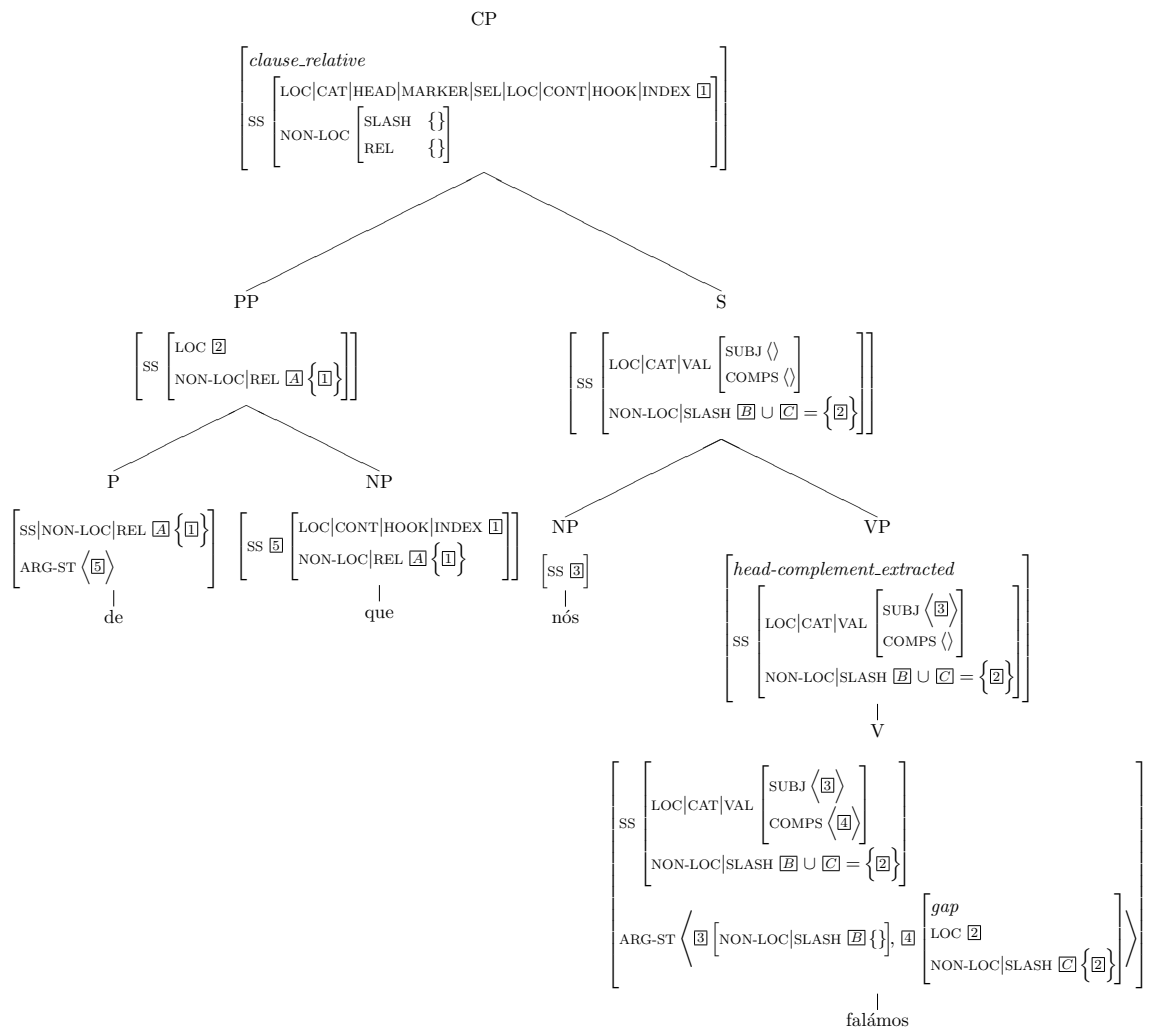 CP
clause_relative
SS
LOC|CAT|HEAD|MARKER|SEL|LOC|CONT|HOOK|INDEX 1
NON-LOC
SLASH {}
REL {}
PP S
SS
LOC 2
NON-LOC|REL A {1}
SS
LOC|CAT|VAL
SUBJ ⟨⟩
COMPS ⟨⟩
NON-LOC|SLASH B ∪ C = {2}
P NP
SS|NON-LOC|REL A {1}
ARG-ST ⟨5⟩
SS 5
LOC|CONT|HOOK|INDEX 1
NON-LOC|REL A {1}
NP VP
SS 3
de que nós
head-complement_extracted
SS
LOC|CAT|VAL
SUBJ ⟨3⟩
COMPS ⟨⟩
NON-LOC|SLASH B ∪ C = {2}
V
SS
LOC|CAT|VAL
SUBJ ⟨3⟩
COMPS ⟨4⟩
NON-LOC|SLASH B ∪ C = {2}
ARG-ST ⟨ 3 [NON-LOC|SLASH B {}], 4
gap
LOC 2
NON-LOC|SLASH C {2} ⟩
falámos